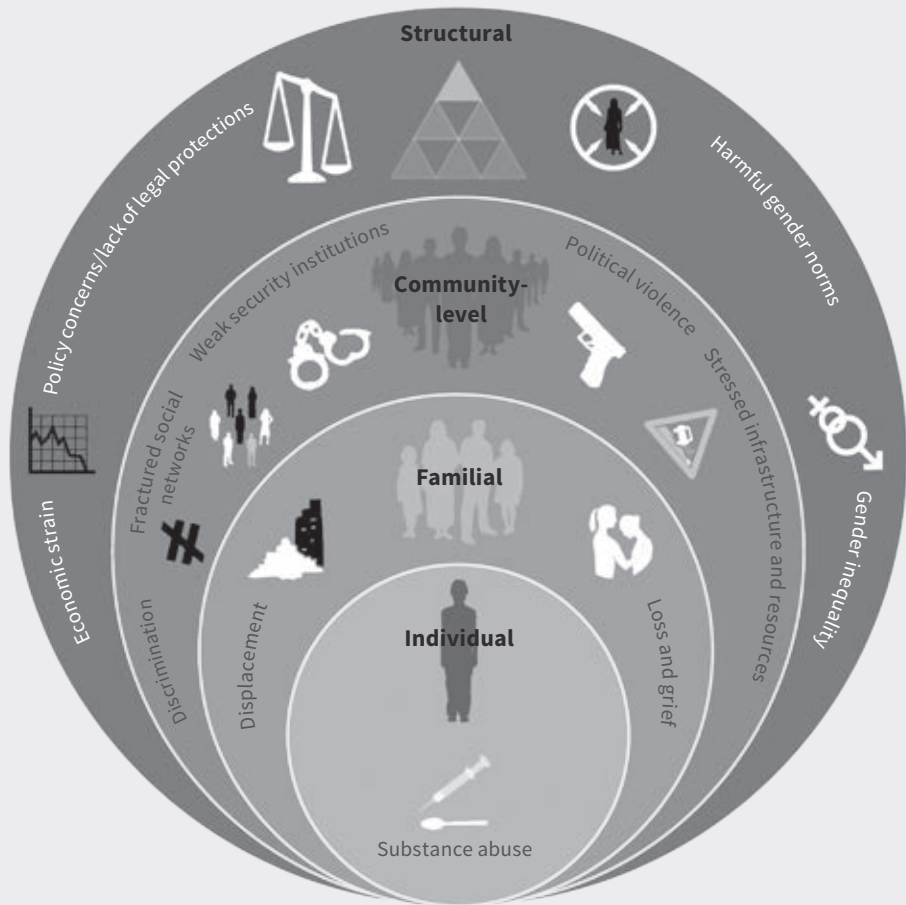 Structural
Policy concerns/lack of legal protections
Harmful gender norms
Economic strain
Gender inequality
Community-
level
Weak security institutions
Political violence
Fractured social
networks
Stressed infrastructure and resources
Discrimination
Familial
Displacement
Loss and grief
Individual
Substance abuse